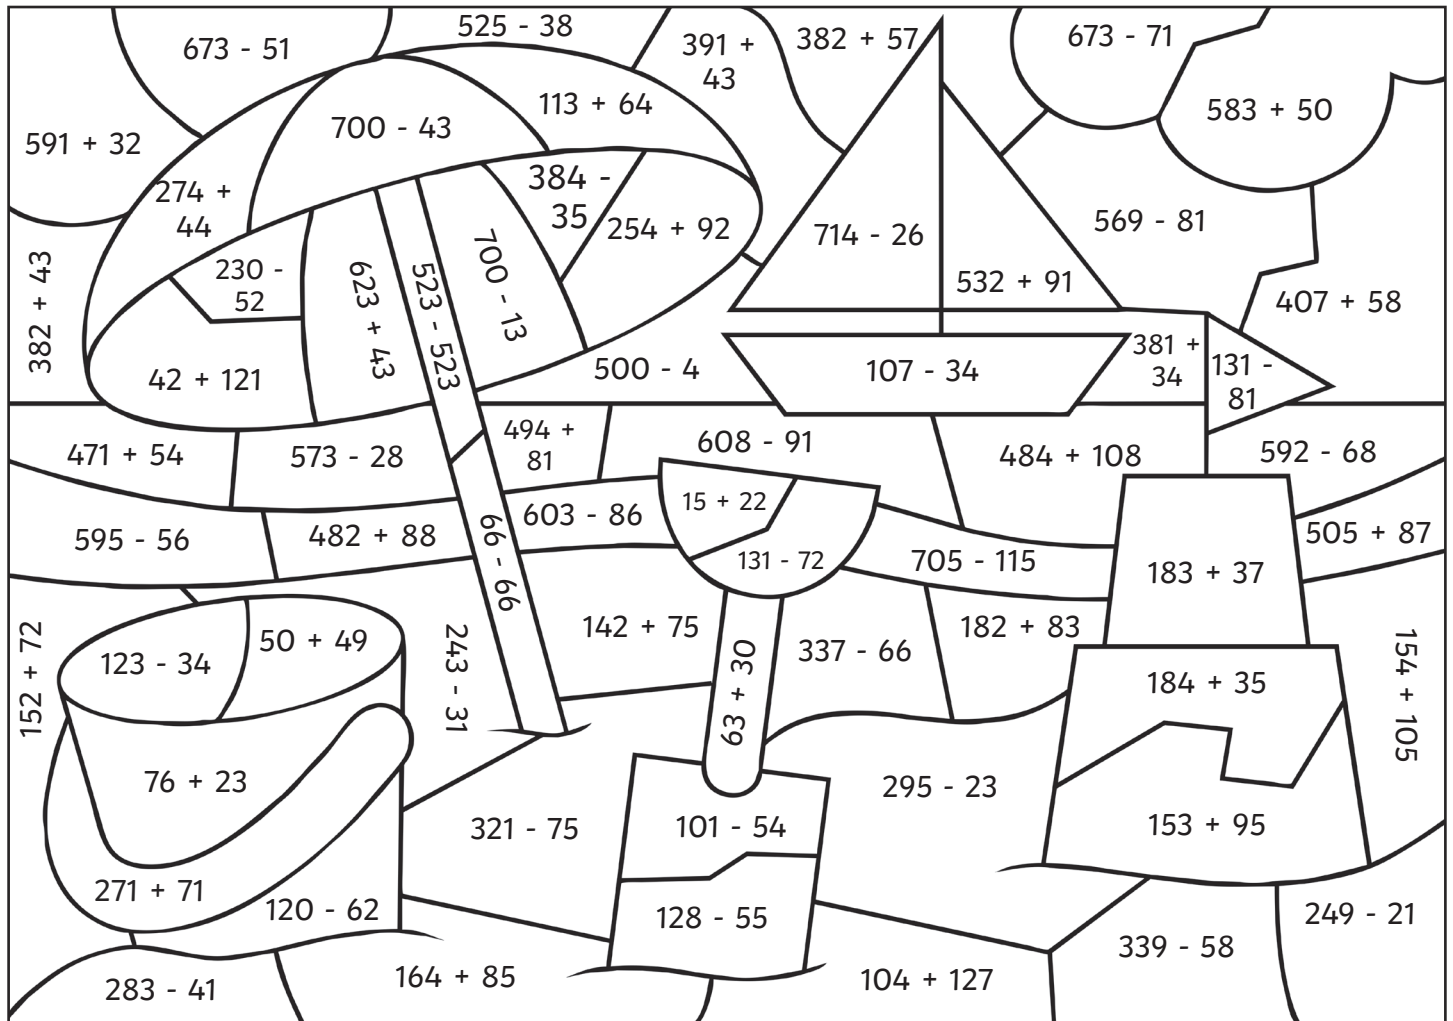 673 - 51
525 - 38
391 +
43
382 + 57
673 - 71
583 + 50
591 + 32
700 - 43
113 + 64
274 +
44
384 -
35
254 + 92
714 - 26
569 - 81
532 + 91
407 + 58
382 + 43
230 -
52
623 + 43
523 - 523
700 - 13
42 + 121
500 - 4
107 - 34
381 +
34
131 -
81
471 + 54
573 - 28
494 +
81
608 - 91
484 + 108
592 - 68
595 - 56
482 + 88
603 - 86
15 + 22
131 - 72
705 - 115
505 + 87
183 + 37
66 - 66
152 + 72
123 - 34
50 + 49
243 - 31
142 + 75
63 + 30
337 - 66
182 + 83
184 + 35
154 + 105
76 + 23
321 - 75
101 - 54
295 - 23
153 + 95
271 + 71
120 - 62
128 - 55
249 - 21
283 - 41
164 + 85
104 + 127
339 - 58